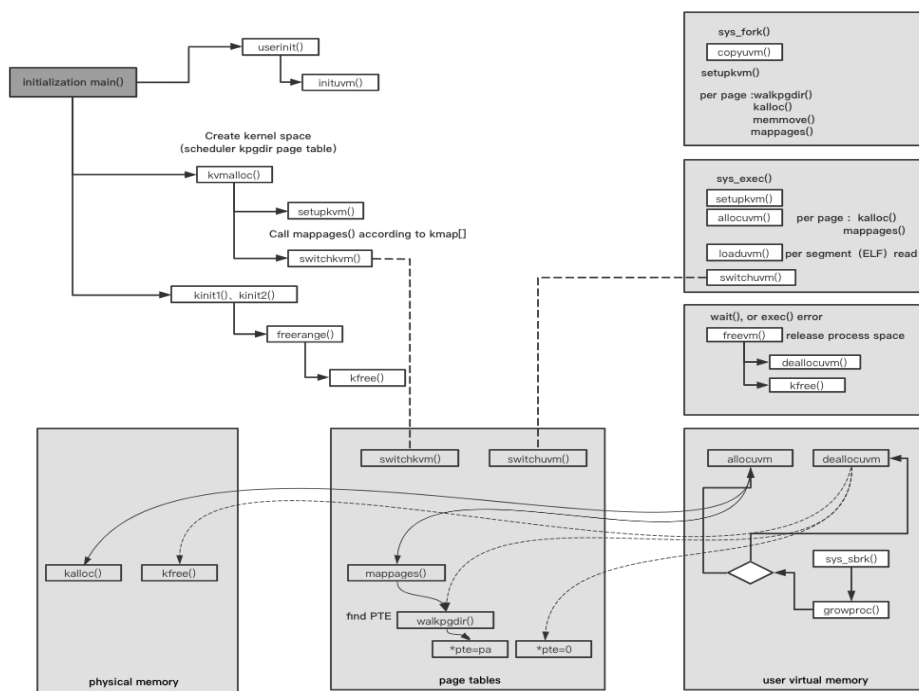 userinit()
initialization main()
inituvm()
Create kernel space
(scheduler kpgdir page table)
kvmalloc()
setupkvm()
Call mappages() according to kmap[]
switchkvm()
kinit1()、kinit2()
freerange()
kfree()
sys_fork()
copyuvm()
setupkvm()
per page :walkpgdir()
kalloc()
memmove()
mappages()
sys_exec()
setupkvm()
allocuvm()
per page : kalloc()
mappages()
loaduvm()
per segment（ELF）read
switchuvm()
wait(), or exec() error
freevm()
release process space
deallocuvm()
kfree()
kalloc()
kfree()
physical memory
switchkvm()
switchuvm()
mappages()
find PTE
walkpgdir()
*pte=pa
*pte=0
page tables
allocuvm
deallocuvm
sys_sbrk()
growproc()
user virtual memory